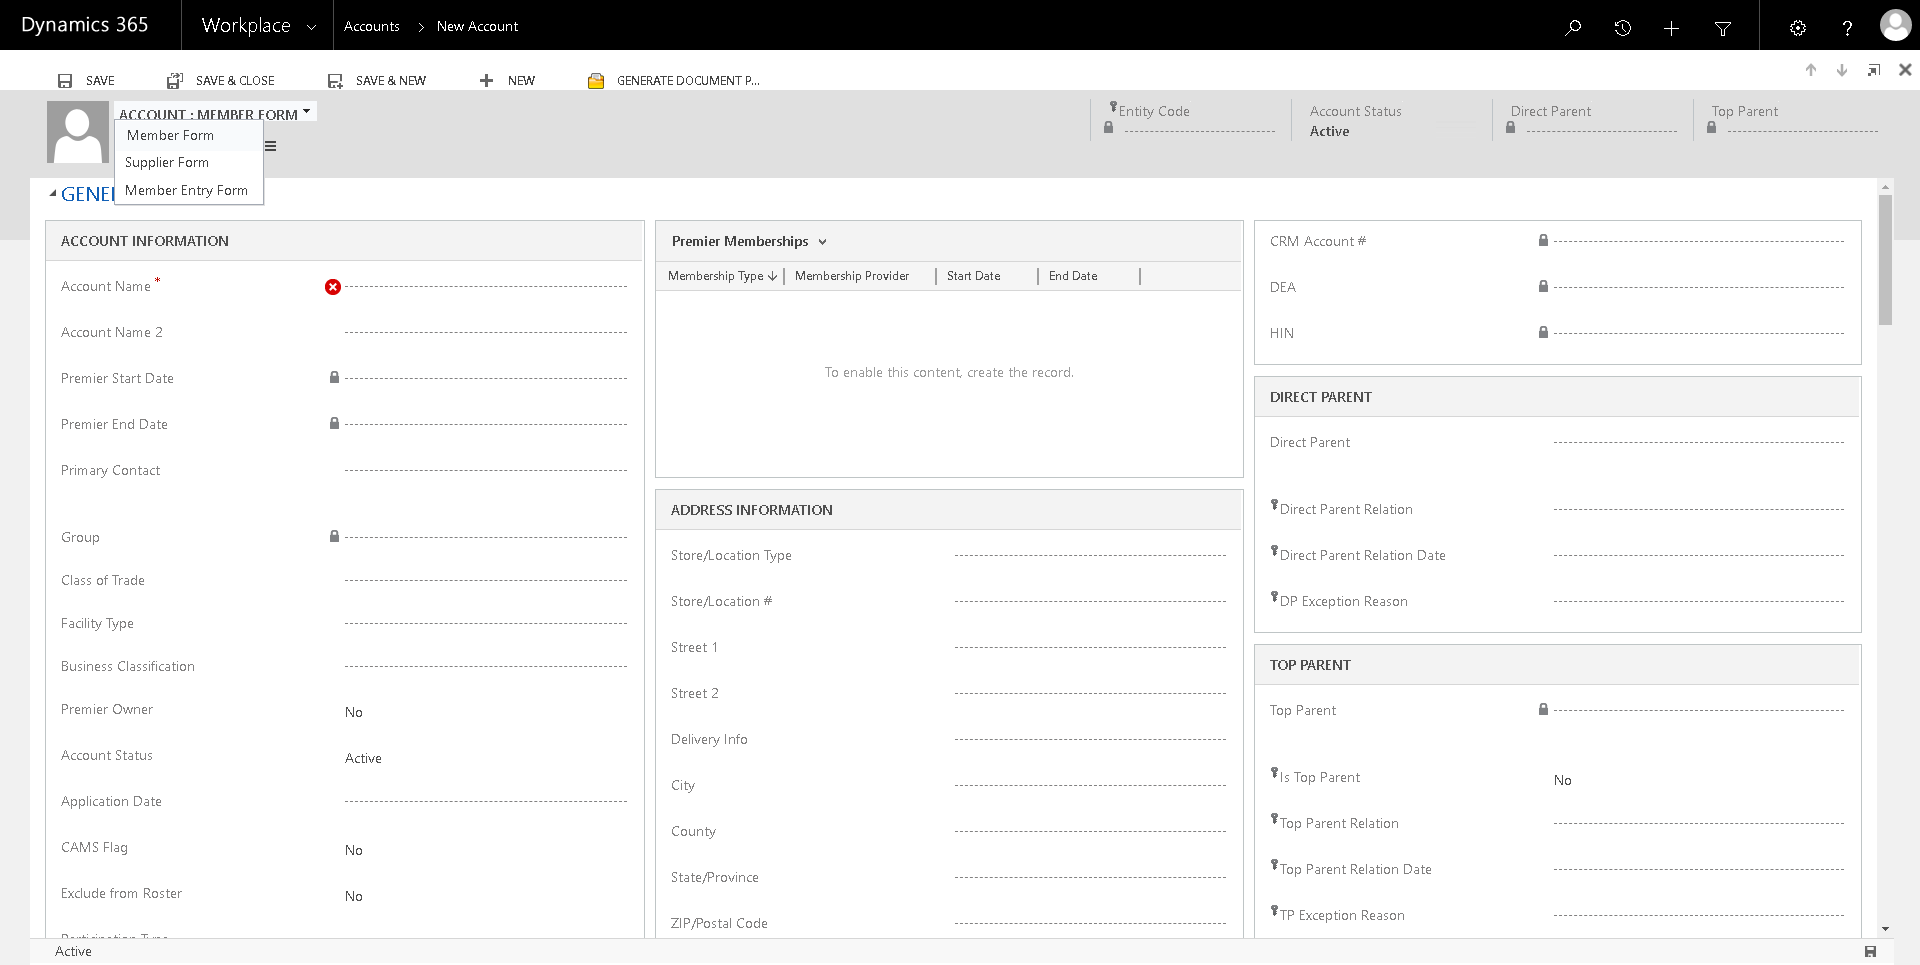 Dynamics 365
Workplace
Accounts > New Account
?
SAVE
SAVE & CLOSE
SAVE & NEW
NEW
GENERATE DOCUMENT P...
ACCOUNT : MEMBER FORM
Member Form
Supplier Form
Member Entry Form
Entity Code
Account Status
Active
Direct Parent
Top Parent
ACCOUNT INFORMATION
Account Name *
Account Name 2
Premier Start Date
Premier End Date
Primary Contact
Group
Class of Trade
Facility Type
Business Classification
Premier Owner No
Account Status Active
Application Date
CAMS Flag No
Exclude from Roster No
Premier Memberships
Membership Type Membership Provider Start Date End Date
To enable this content, create the record.
ADDRESS INFORMATION
Store/Location Type
Store/Location #
Street 1
Street 2
Delivery Info
City
County
State/Province
ZIP/Postal Code
CRM Account #
DEA
HIN
DIRECT PARENT
Direct Parent
Direct Parent Relation
Direct Parent Relation Date
DP Exception Reason
TOP PARENT
Top Parent
Is Top Parent No
Top Parent Relation
Top Parent Relation Date
TP Exception Reason
Active